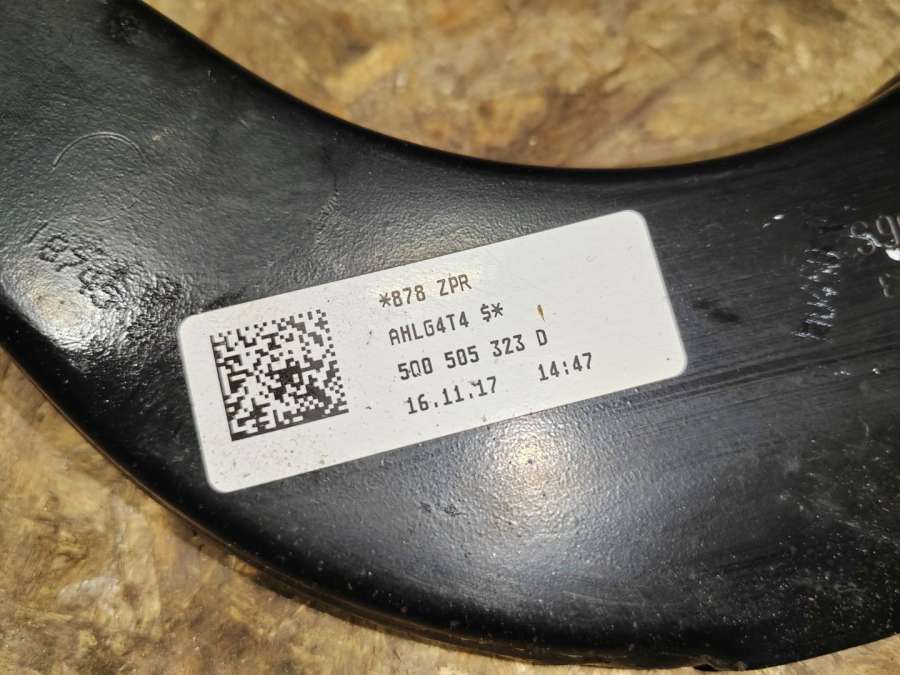 *878 ZPR
AHLG4T4 $*
5Q0 505 323 D
16.11.17 14:47